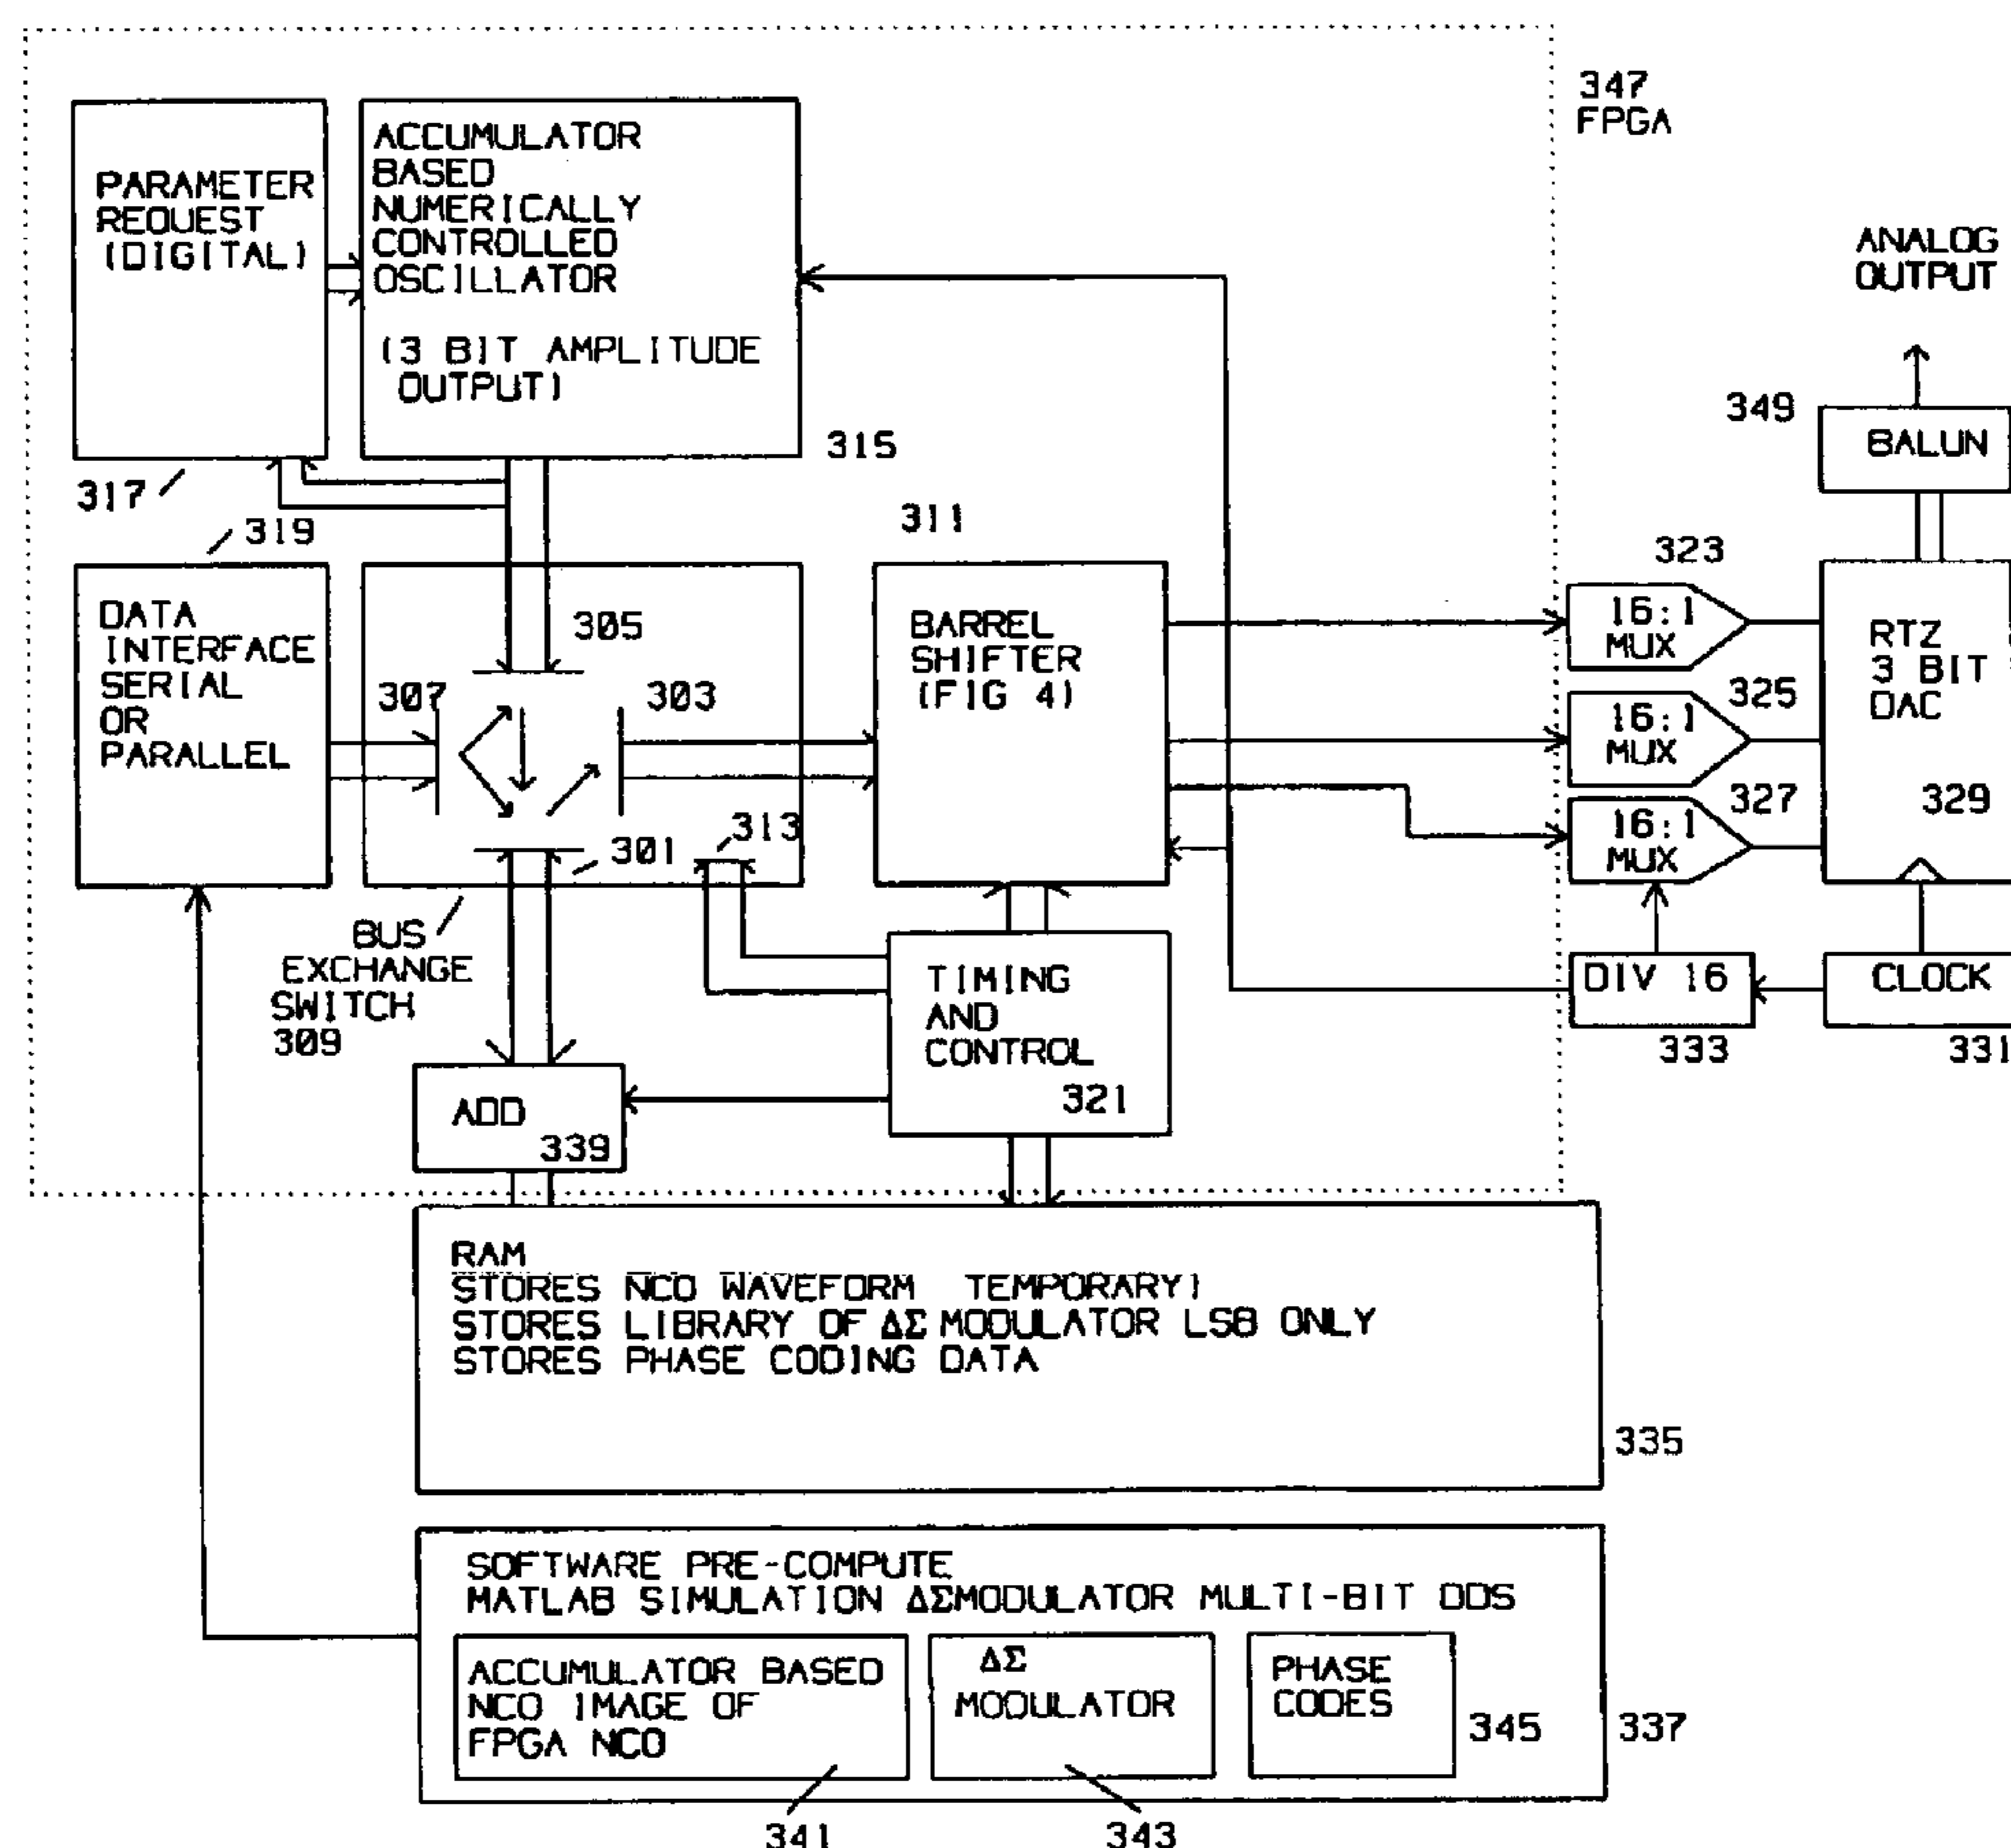 347
FPGA
PARAMETER
REQUEST
(DIGITAL)
ACCUMULATOR
BASED
NUMERICALLY
CONTROLLED
OSCILLATOR
(3 BIT AMPLITUDE
OUTPUT)
315
317
319
ANALOG
OUTPUT
349
BALUN
311
DATA
INTERFACE
SERIAL
OR
PARALLEL
305
307
303
313
301
BUS
EXCHANGE
SWITCH
309
BARREL
SHIFTER
(FIG 4)
323
16:1
MUX
325
16:1
MUX
327
16:1
MUX
RTZ
3 BIT
DAC
329
TIMING
AND
CONTROL
321
DIV 16
333
CLOCK
331
ADD
339
RAM
STORES NCO WAVEFORM TEMPORARY)
STORES LIBRARY OF ΔΣ MODULATOR LSB ONLY
STORES PHASE CODING DATA
335
SOFTWARE PRE-COMPUTE
MATLAB SIMULATION ΔΣMODULATOR MULTI-BIT DDS
ACCUMULATOR BASED
NCO IMAGE OF
FPGA NCO
ΔΣ
MODULATOR
PHASE
CODES
345
337
341
343